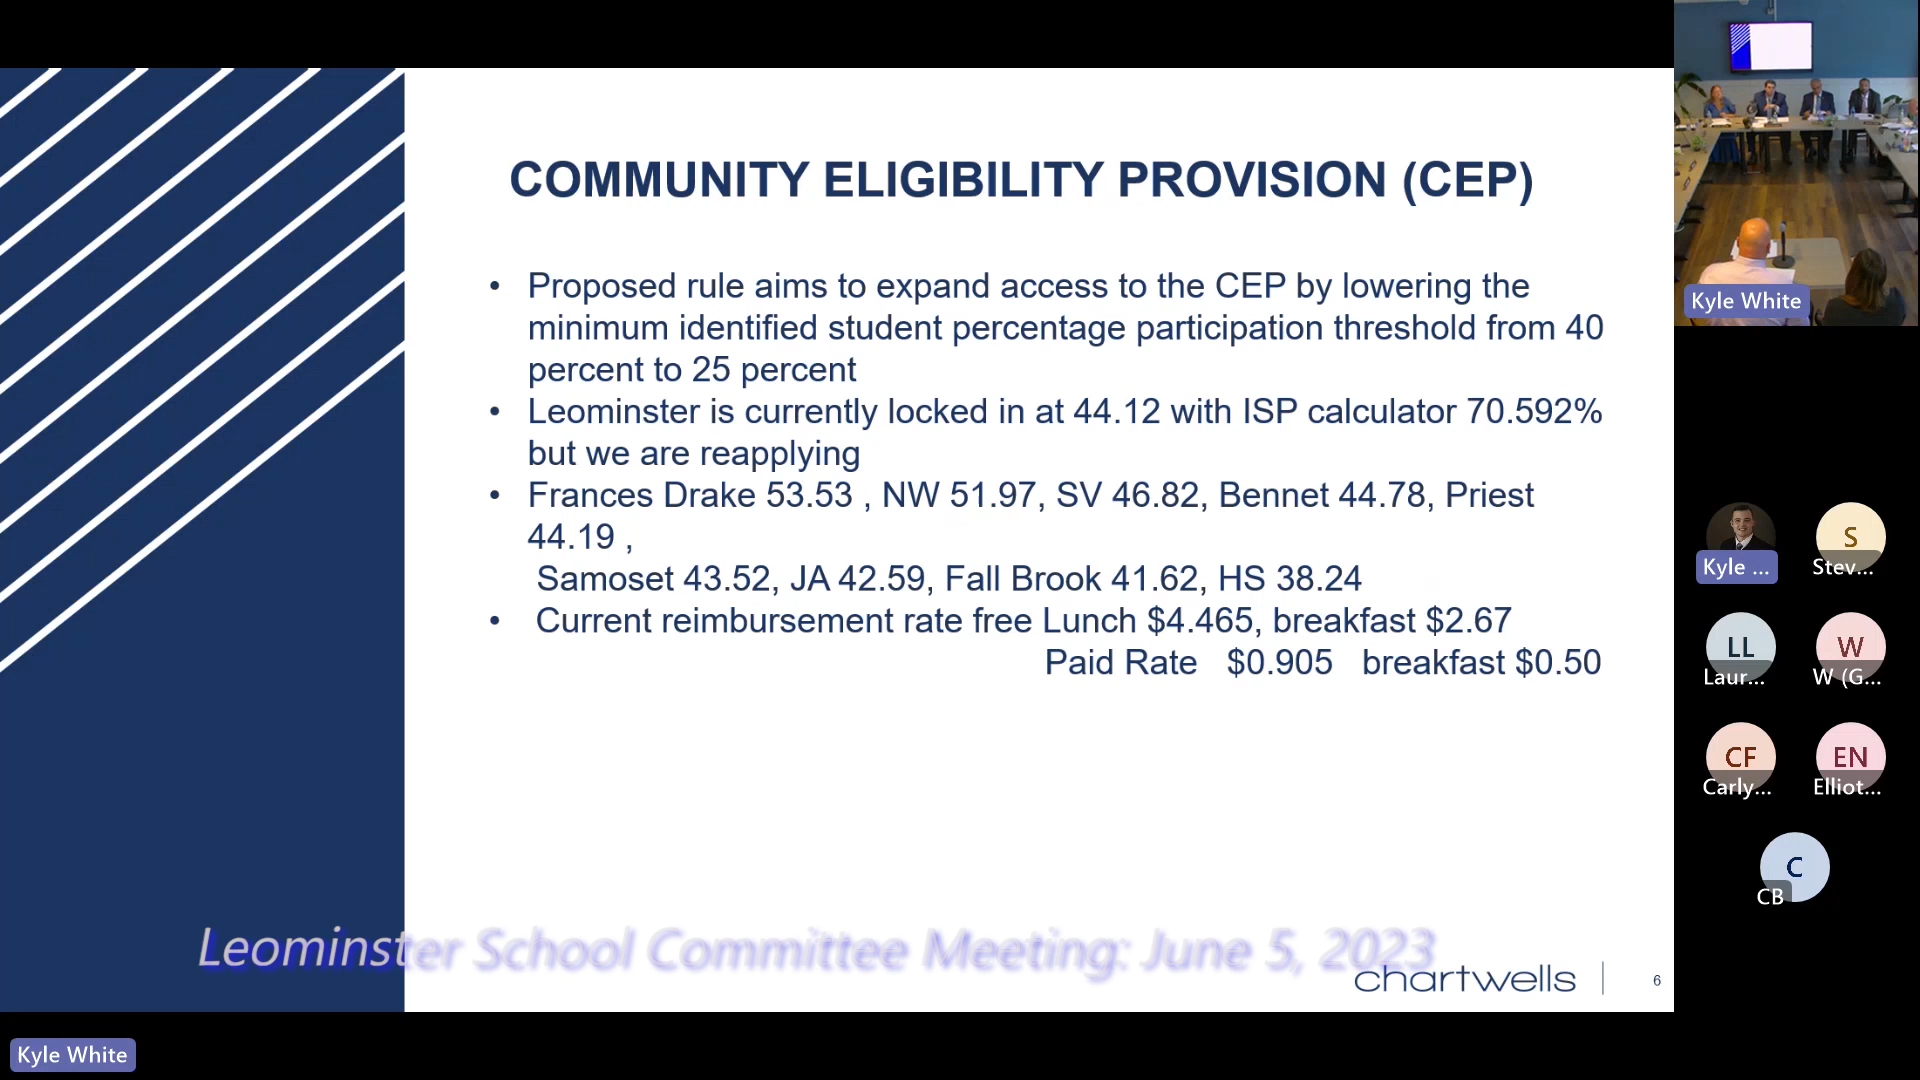 COMMUNITY ELIGIBILITY PROVISION (CEP)
• Proposed rule aims to expand access to the CEP by lowering the
minimum identified student percentage participation threshold from 40
percent to 25 percent
• Leominster is currently locked in at 44.12 with ISP calculator 70.592%
but we are reapplying
• Frances Drake 53.53 , NW 51.97, SV 46.82, Bennet 44.78, Priest
44.19 ,
Samoset 43.52, JA 42.59, Fall Brook 41.62, HS 38.24
• Current reimbursement rate free Lunch $4.465, breakfast $2.67
Paid Rate $0.905 breakfast $0.50
Leominster School Committee Meeting: June 5, 2023
chartwells
6
Kyle White
Kyle White
Kyle ...
S
Stev...
LL
Laur...
W
W (G...
CF
Carly...
EN
Elliot...
C
CB